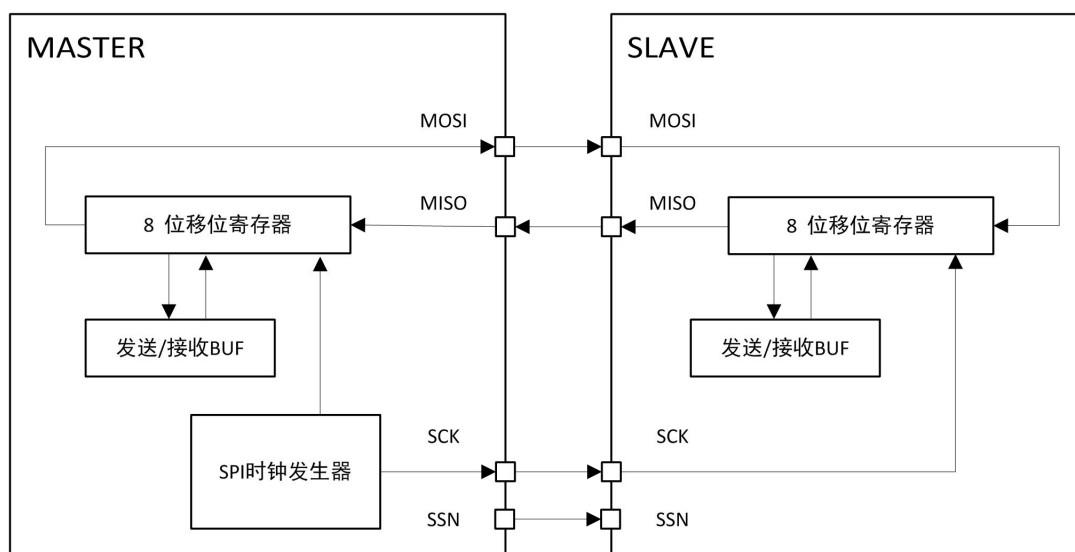 MASTER
SLAVE
MOSI
MOSI
MISO
MISO
8 位移位寄存器
8 位移位寄存器
发送/接收BUF
发送/接收BUF
SCK
SCK
SPI时钟发生器
SSN
SSN